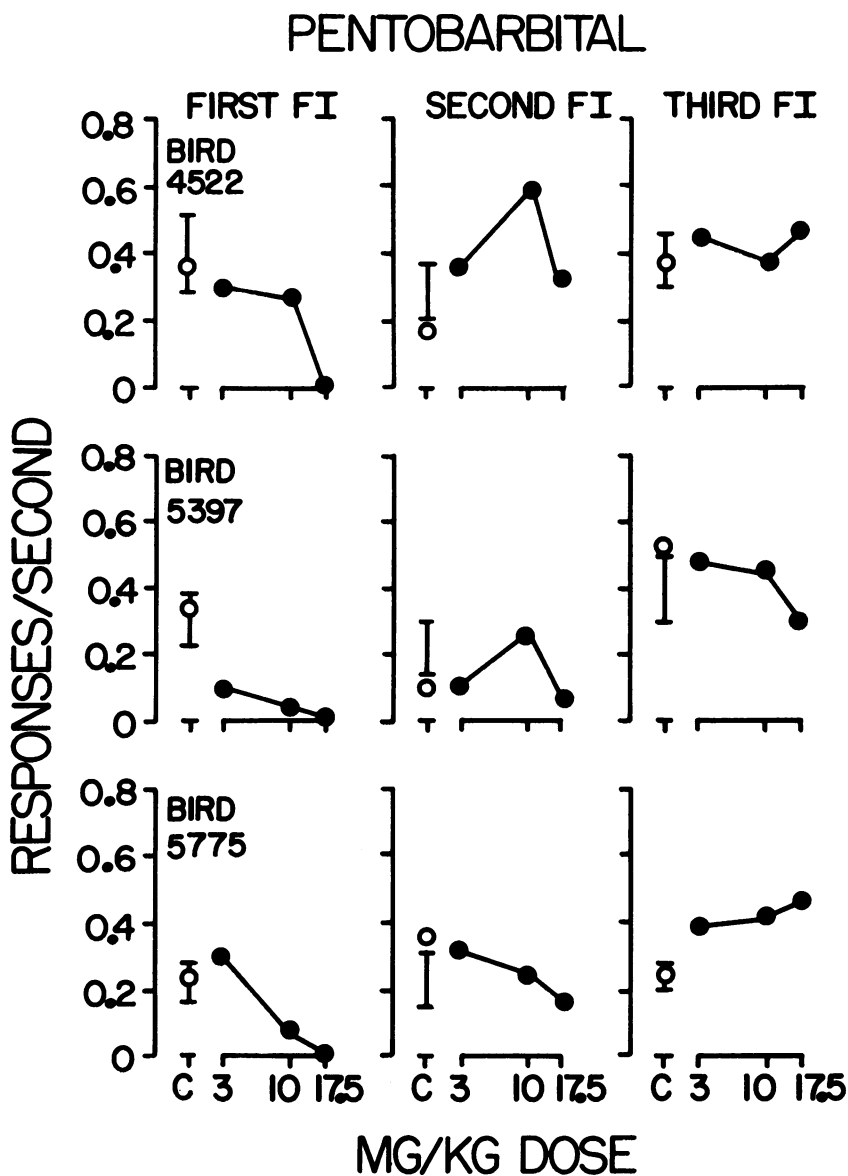 PENTOBARBITAL
FIRST FI SECOND FI THIRD FI
RESPONSES/SECOND
0.8
BIRD
4522
0.6
0.4
0.2
0
0.8
BIRD
5397
0.6
0.4
0.2
0
0.8
BIRD
5775
0.6
0.4
0.2
0
C 3 10 17.5 C 3 10 17.5 C 3 10 17.5
MG/KG DOSE